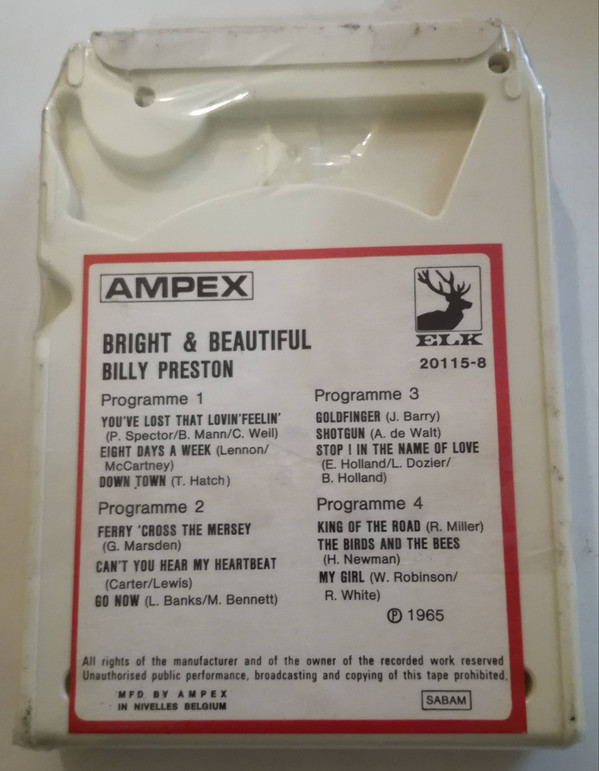 AMPEX
ELK
20115-8
BRIGHT & BEAUTIFUL
BILLY PRESTON
Programme 1
YOU'VE LOST THAT LOVIN'FEELIN'
(P. Spector/B. Mann/C. Weil)
EIGHT DAYS A WEEK (Lennon/
McCartney)
DOWN TOWN (T. Hatch)
Programme 2
FERRY 'CROSS THE MERSEY
(G. Marsden)
CAN'T YOU HEAR MY HEARTBEAT
(Carter/Lewis)
GO NOW (L. Banks/M. Bennett)
Programme 3
GOLDFINGER (J. Barry)
SHOTGUN (A. de Walt)
STOP I IN THE NAME OF LOVE
(E. Holland/L. Dozier/
B. Holland)
Programme 4
KING OF THE ROAD (R. Miller)
THE BIRDS AND THE BEES
(H. Newman)
MY GIRL (W. Robinson/
R. White)
℗ 1965
All rights of the manufacturer and of the owner of the recorded work reserved
Unauthorised public performance, broadcasting and copying of this tape prohibited.
MFD BY AMPEX
IN NIVELLES BELGIUM
SABAM